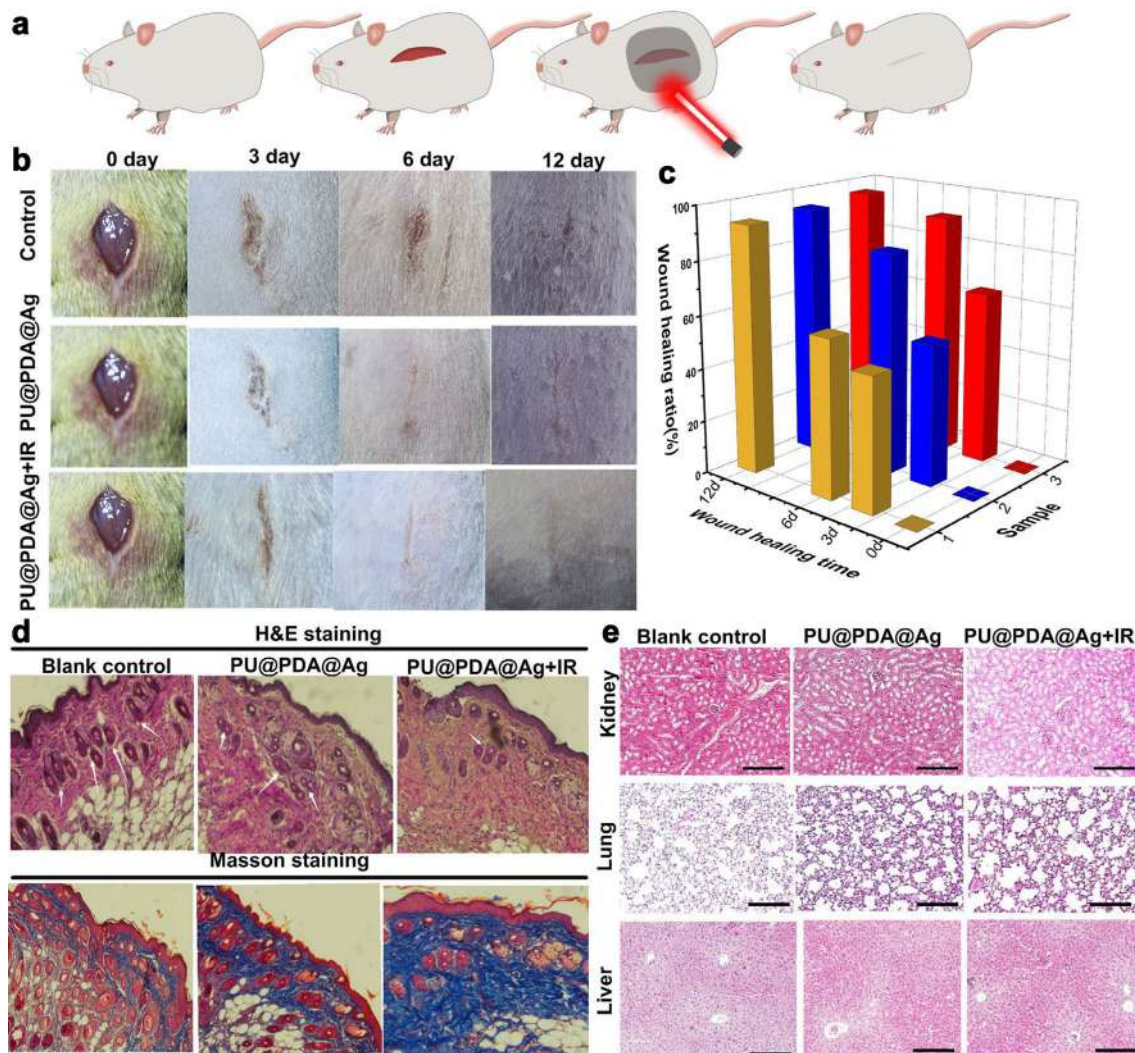 a
b
0 day 3 day 6 day 12 day
Control
PU@PDA@Ag
PU@PDA@Ag+IR
c
Wound healing ratio(%)
100
80
60
40
20
0
12d
6d
3d
0d
Wound healing time
1
2
3
Sample
d
H&E staining
Blank control PU@PDA@Ag PU@PDA@Ag+IR
Masson staining
e
Blank control PU@PDA@Ag PU@PDA@Ag+IR
Kidney
Lung
Liver